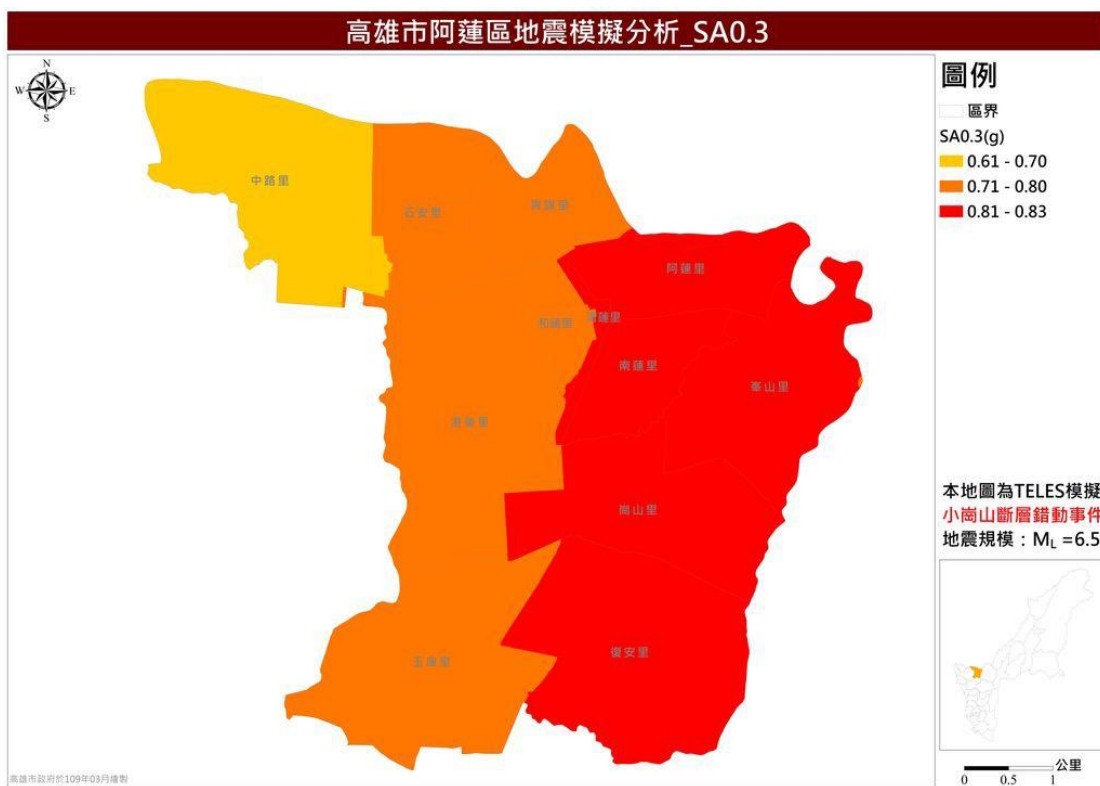 高雄市阿蓮區地震模擬分析_SA0.3
N
W
E
S
中路里
石安里
青旗里
阿蓮里
和蓮里
南蓮里
峯山里
港後里
崗山里
玉庫里
復安里
圖例
區界
SA0.3(g)
0.61 - 0.70
0.71 - 0.80
0.81 - 0.83
本地圖為TELES模擬
小崗山斷層錯動事件
地震規模：ML =6.5
公里
0 0.5 1
高雄市政府於109年03月繪製